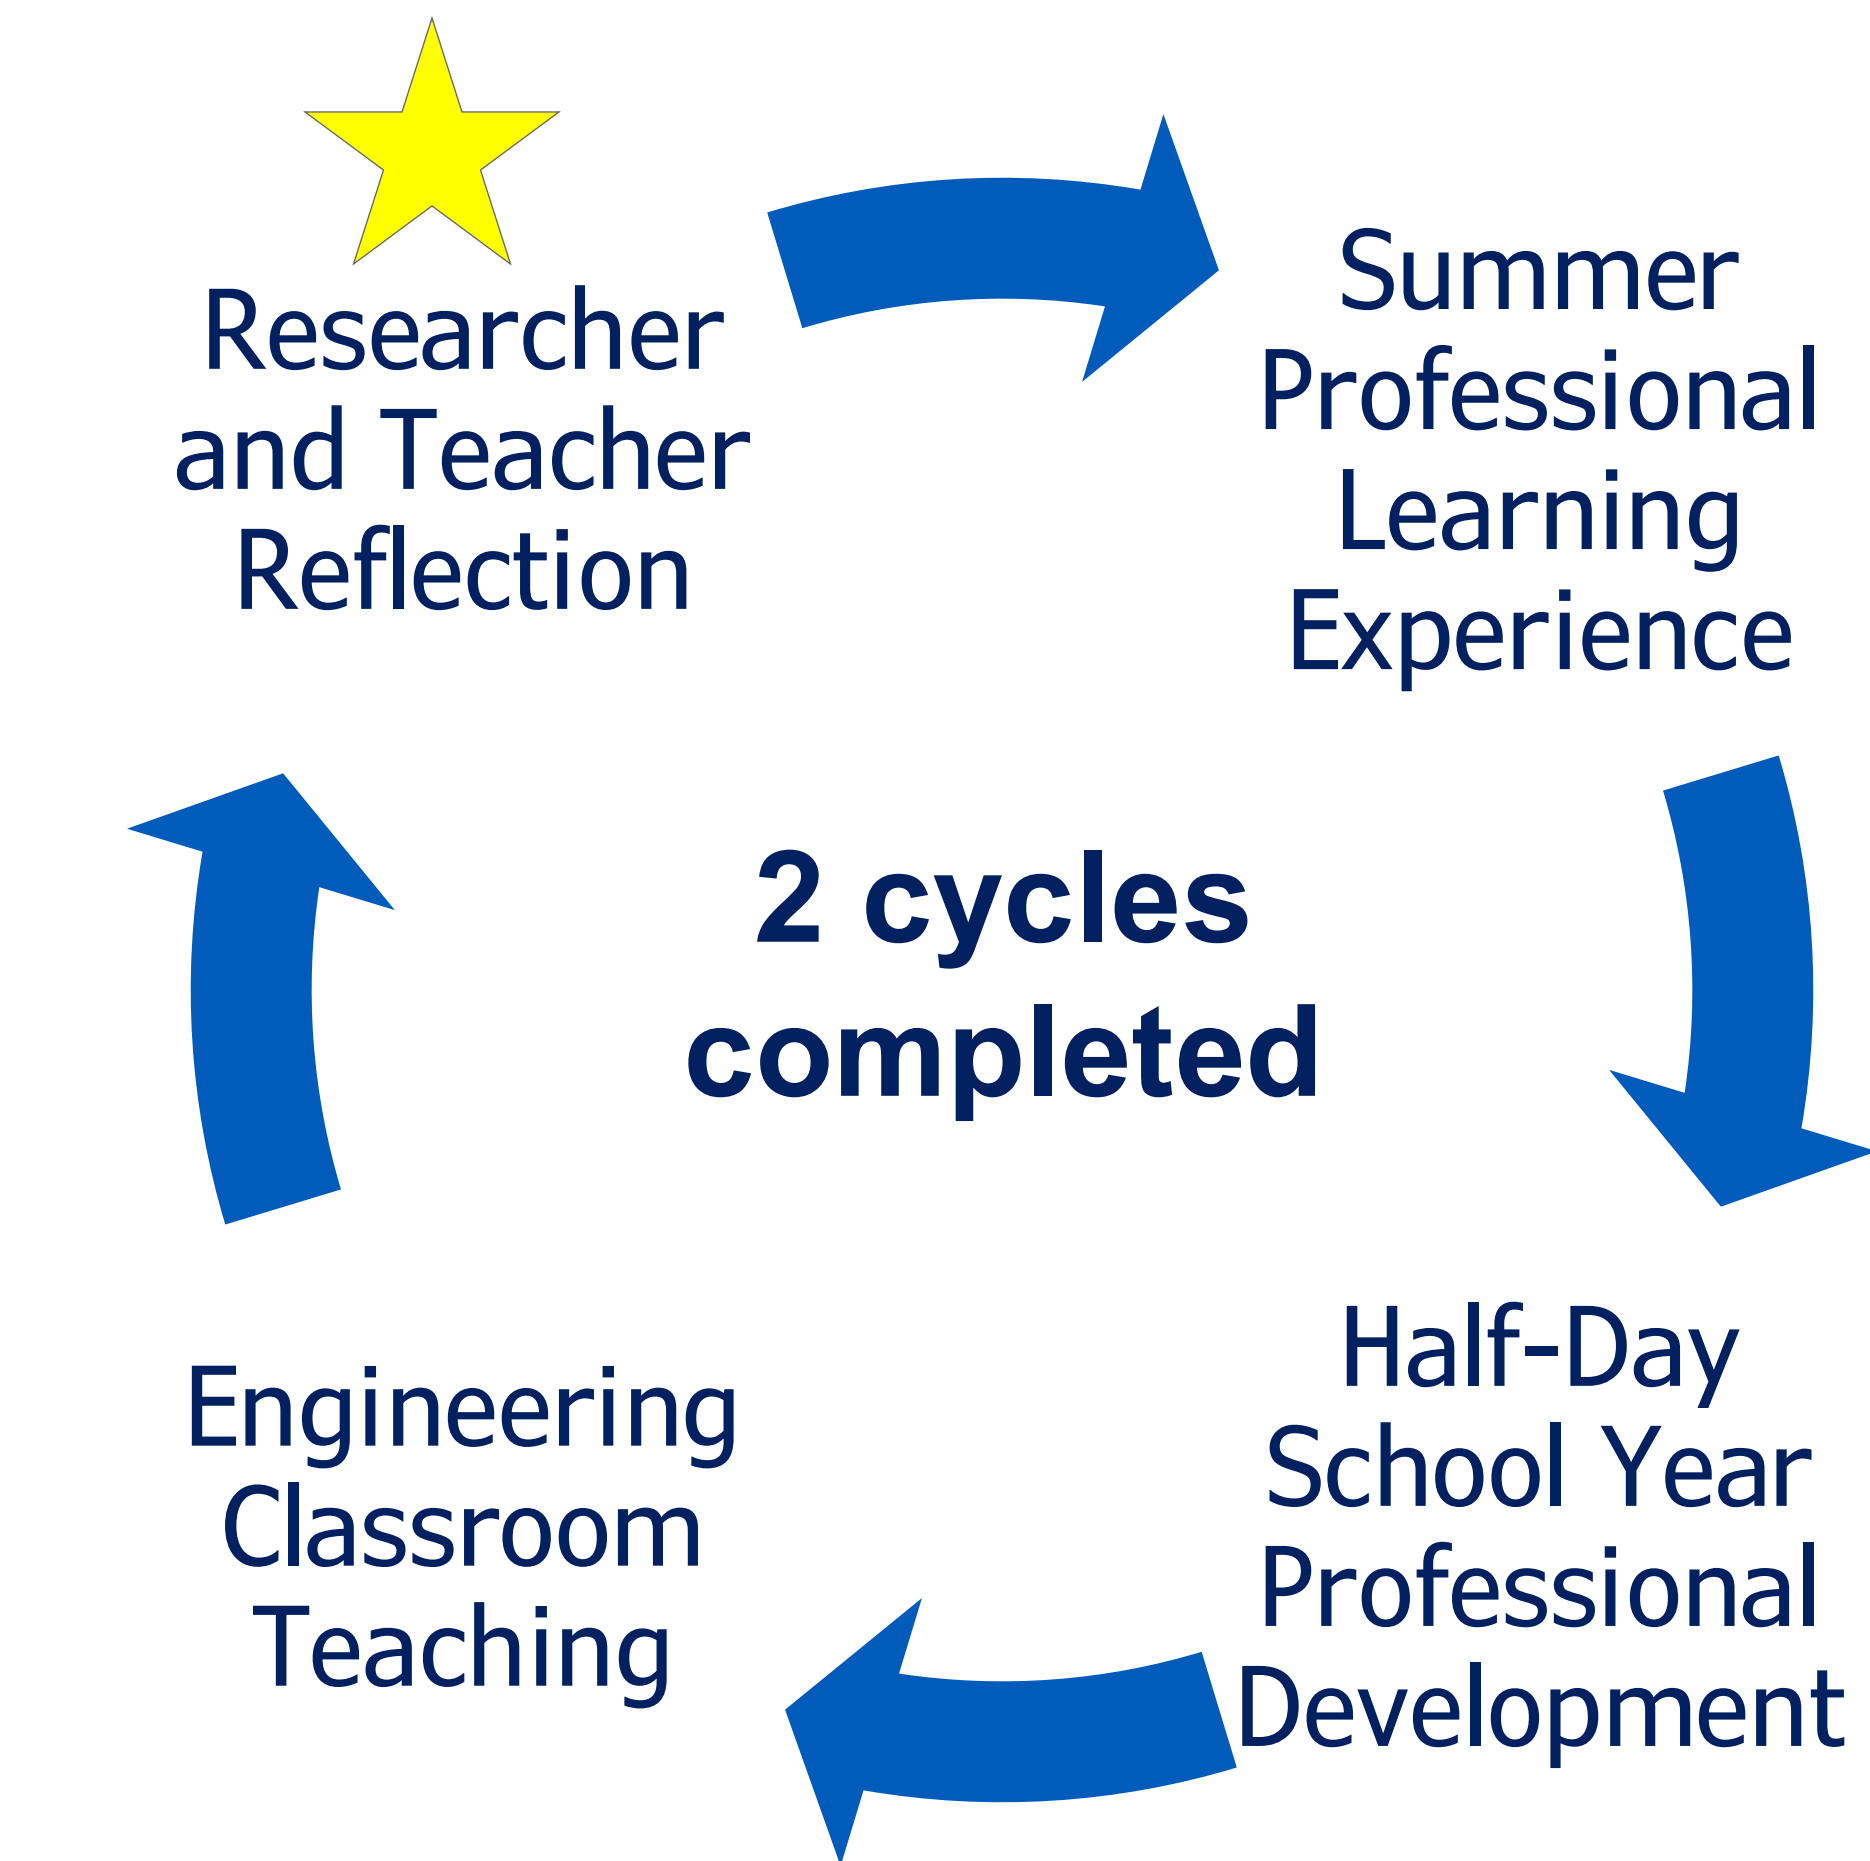 Researcher
and Teacher
Reflection
Summer
Professional
Learning
Experience
2 cycles
completed
Half-Day
School Year
Professional
Development
Engineering
Classroom
Teaching